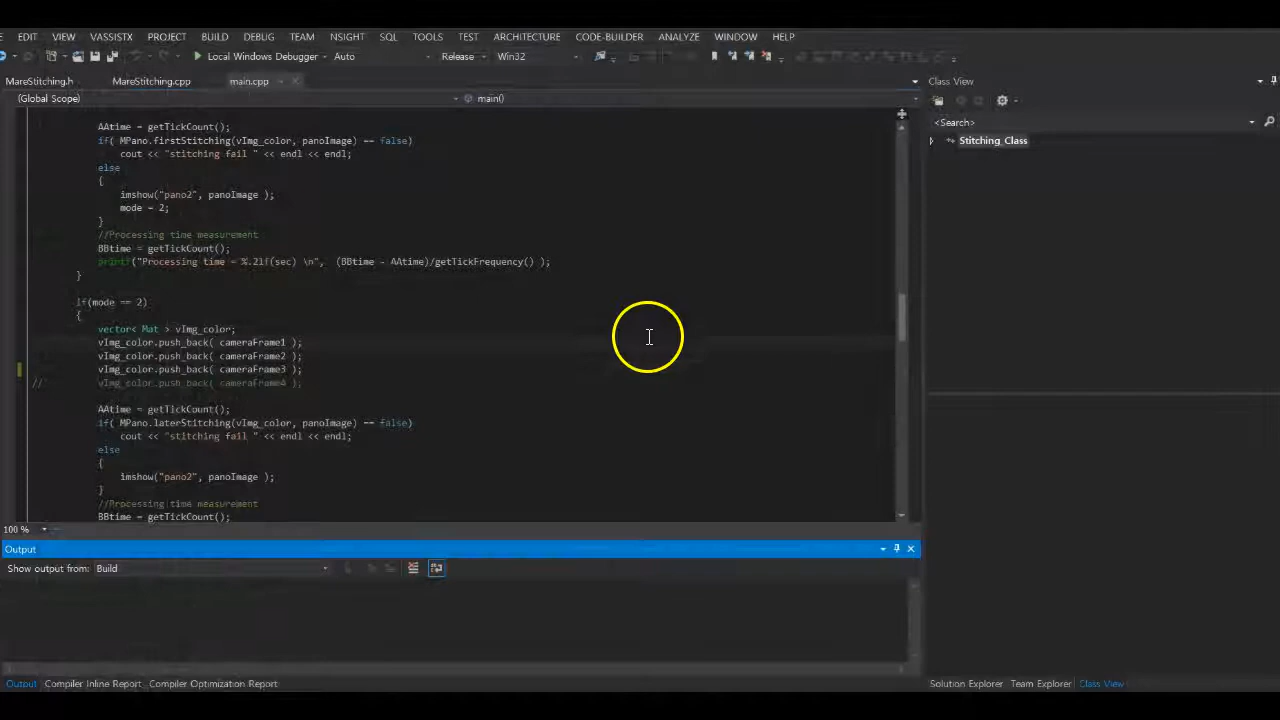 EDIT VIEW VASSISTX PROJECT BUILD DEBUG TEAM NSIGHT SQL TOOLS TEST ARCHITECTURE CODE-BUILDER ANALYZE WINDOW HELP
Local Windows Debugger Auto Release Win32
MareStitching.h MareStitching.cpp main.cpp
(Global Scope) main()
AAtime = getTickCount();
if( MPano.firstStitching(vImg_color, panoImage) == false)
cout << "stitching fail " << endl << endl;
else
{
imshow("pano2", panoImage );
mode = 2;
}
//Processing time measurement
BBtime = getTickCount();
printf("Processing time = %.2lf(sec) \n", (BBtime - AAtime)/getTickFrequency() );
}
if(mode == 2)
{
vector< Mat > vImg_color;
vImg_color.push_back( cameraFrame1 );
vImg_color.push_back( cameraFrame2 );
vImg_color.push_back( cameraFrame3 );
// vImg_color.push_back( cameraFrame4 );
AAtime = getTickCount();
if( MPano.laterStitching(vImg_color, panoImage) == false)
cout << "stitching fail " << endl << endl;
else
{
imshow("pano2", panoImage );
}
//Processing time measurement
BBtime = getTickCount();
100 %
Output
Show output from: Build
Output Compiler Inline Report Compiler Optimization Report
Class View
<Search>
Stitching_Class
Solution Explorer Team Explorer Class View